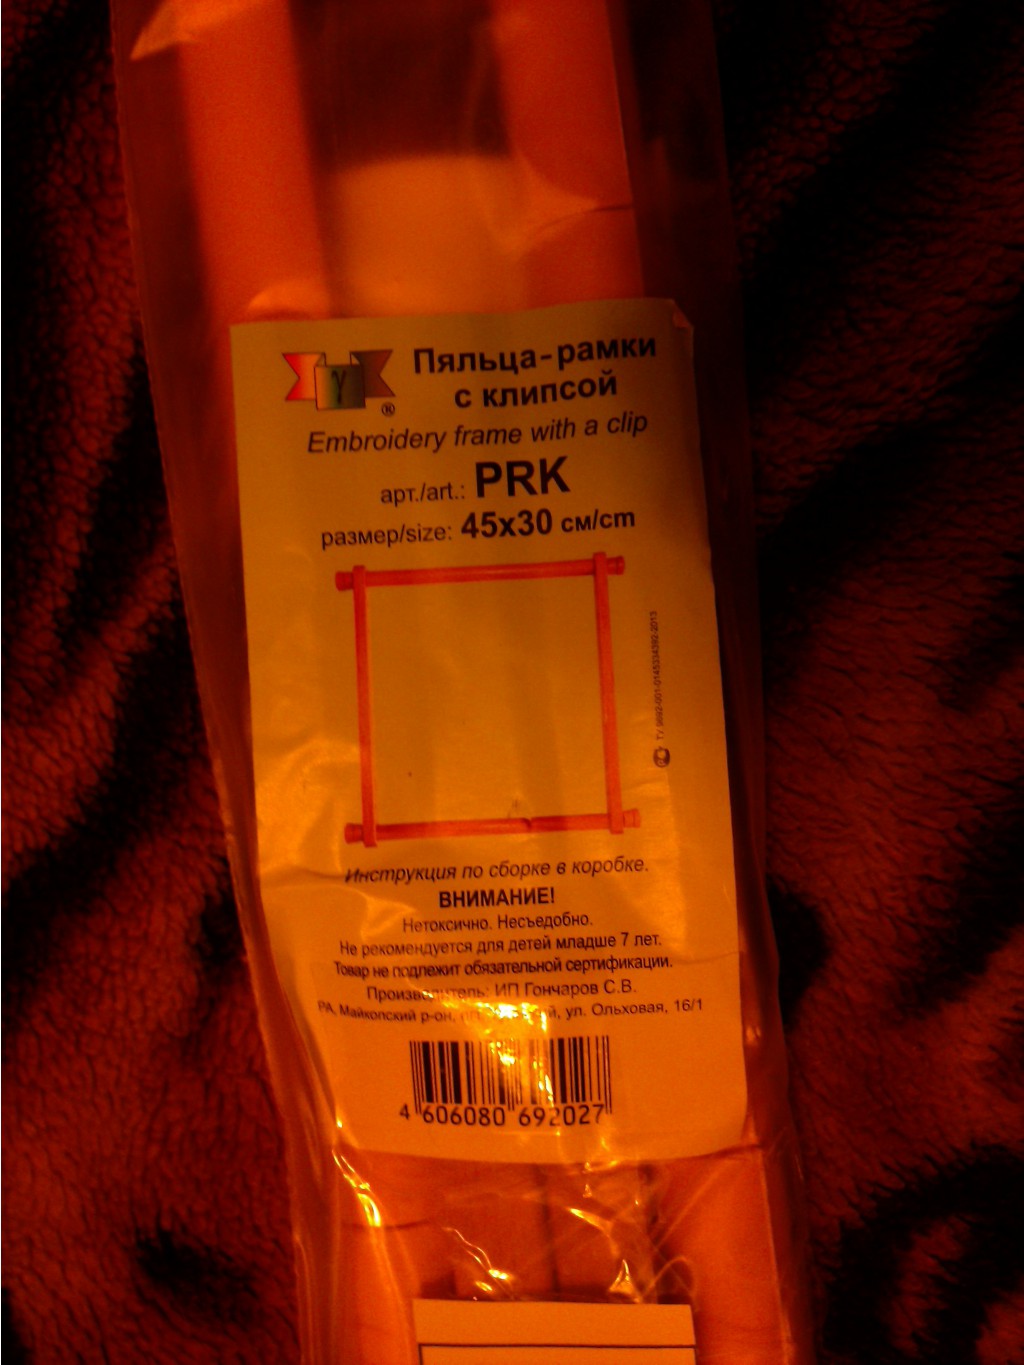 γ
®
Пяльца-рамки
с клипсой
Embroidery frame with a clip
арт./art.: PRK
размер/size: 45x30 см/cm
Инструкция по сборке в коробке.
ВНИМАНИЕ!
Нетоксично. Несъедобно.
Не рекомендуется для детей младше 7 лет.
Товар не подлежит обязательной сертификации.
Производитель: ИП Гончаров С.В.
РА, Майкопский р-он, ул. Ольховая, 16/1
4 606080 692027